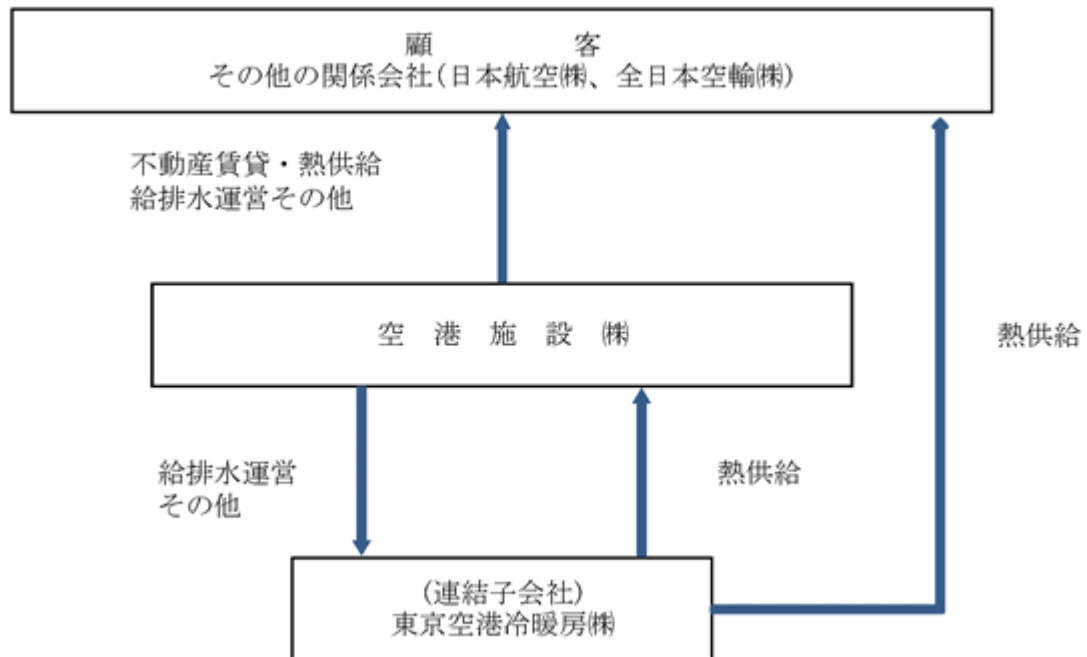 顧　　　　　客
その他の関係会社(日本航空㈱、全日本空輸㈱)
不動産賃貸・熱供給
給排水運営その他
空　港　施　設　㈱
熱供給
給排水運営
その他
熱供給
(連結子会社)
東京空港冷暖房㈱